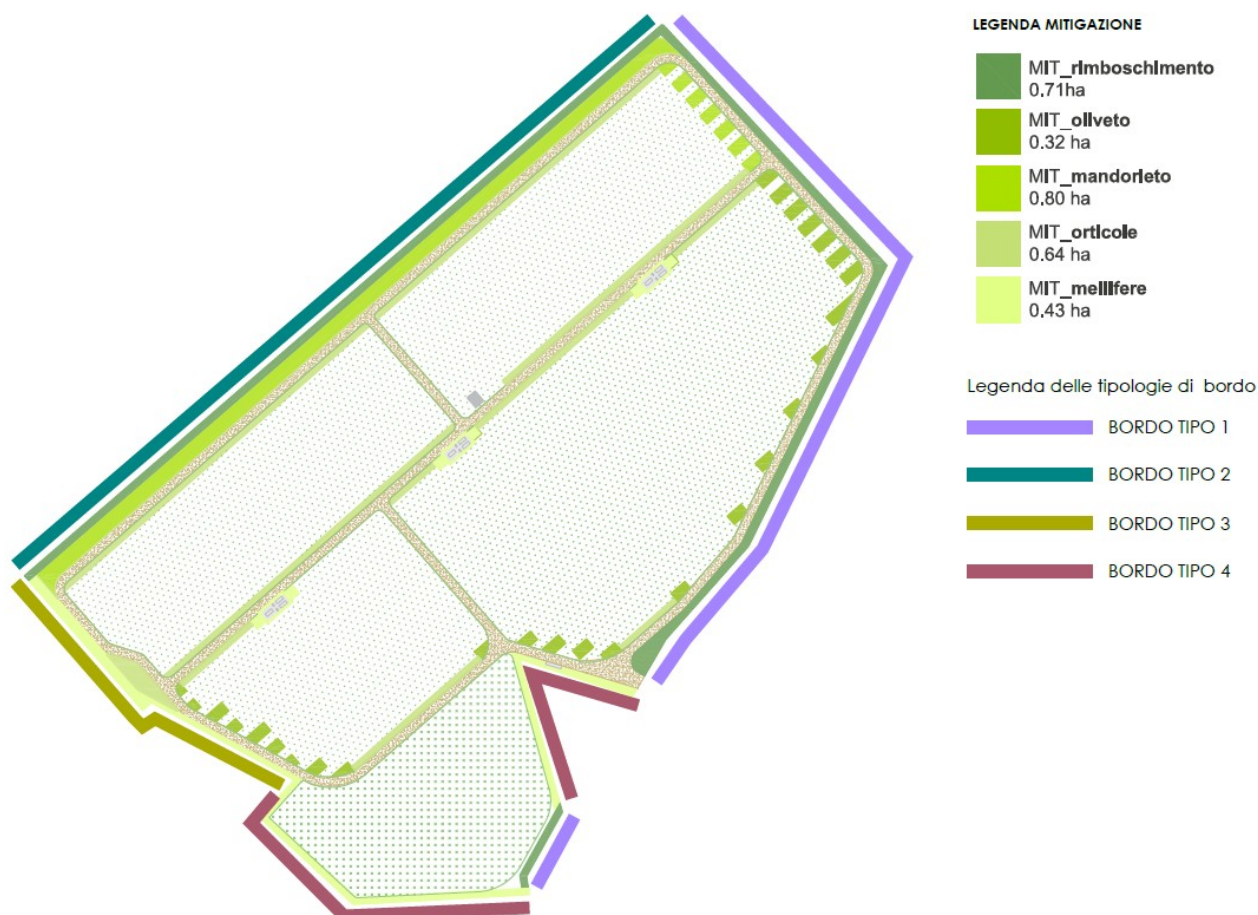 LEGENDA MITIGAZIONE
MIT_rimboschimento
0.71ha
MIT_oliveto
0.32 ha
MIT_mandorleto
0.80 ha
MIT_orticole
0.64 ha
MIT_mellifere
0.43 ha
Legenda delle tipologie di bordo
BORDO TIPO 1
BORDO TIPO 2
BORDO TIPO 3
BORDO TIPO 4